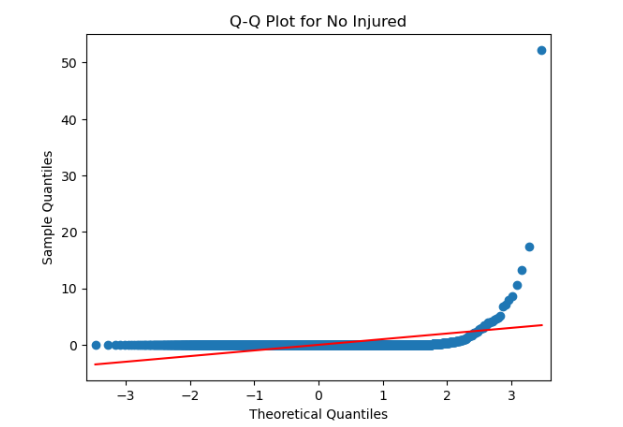 Q-Q Plot for No Injured
Sample Quantiles
50
40
30
20
10
0
−3 −2 −1 0 1 2 3
Theoretical Quantiles